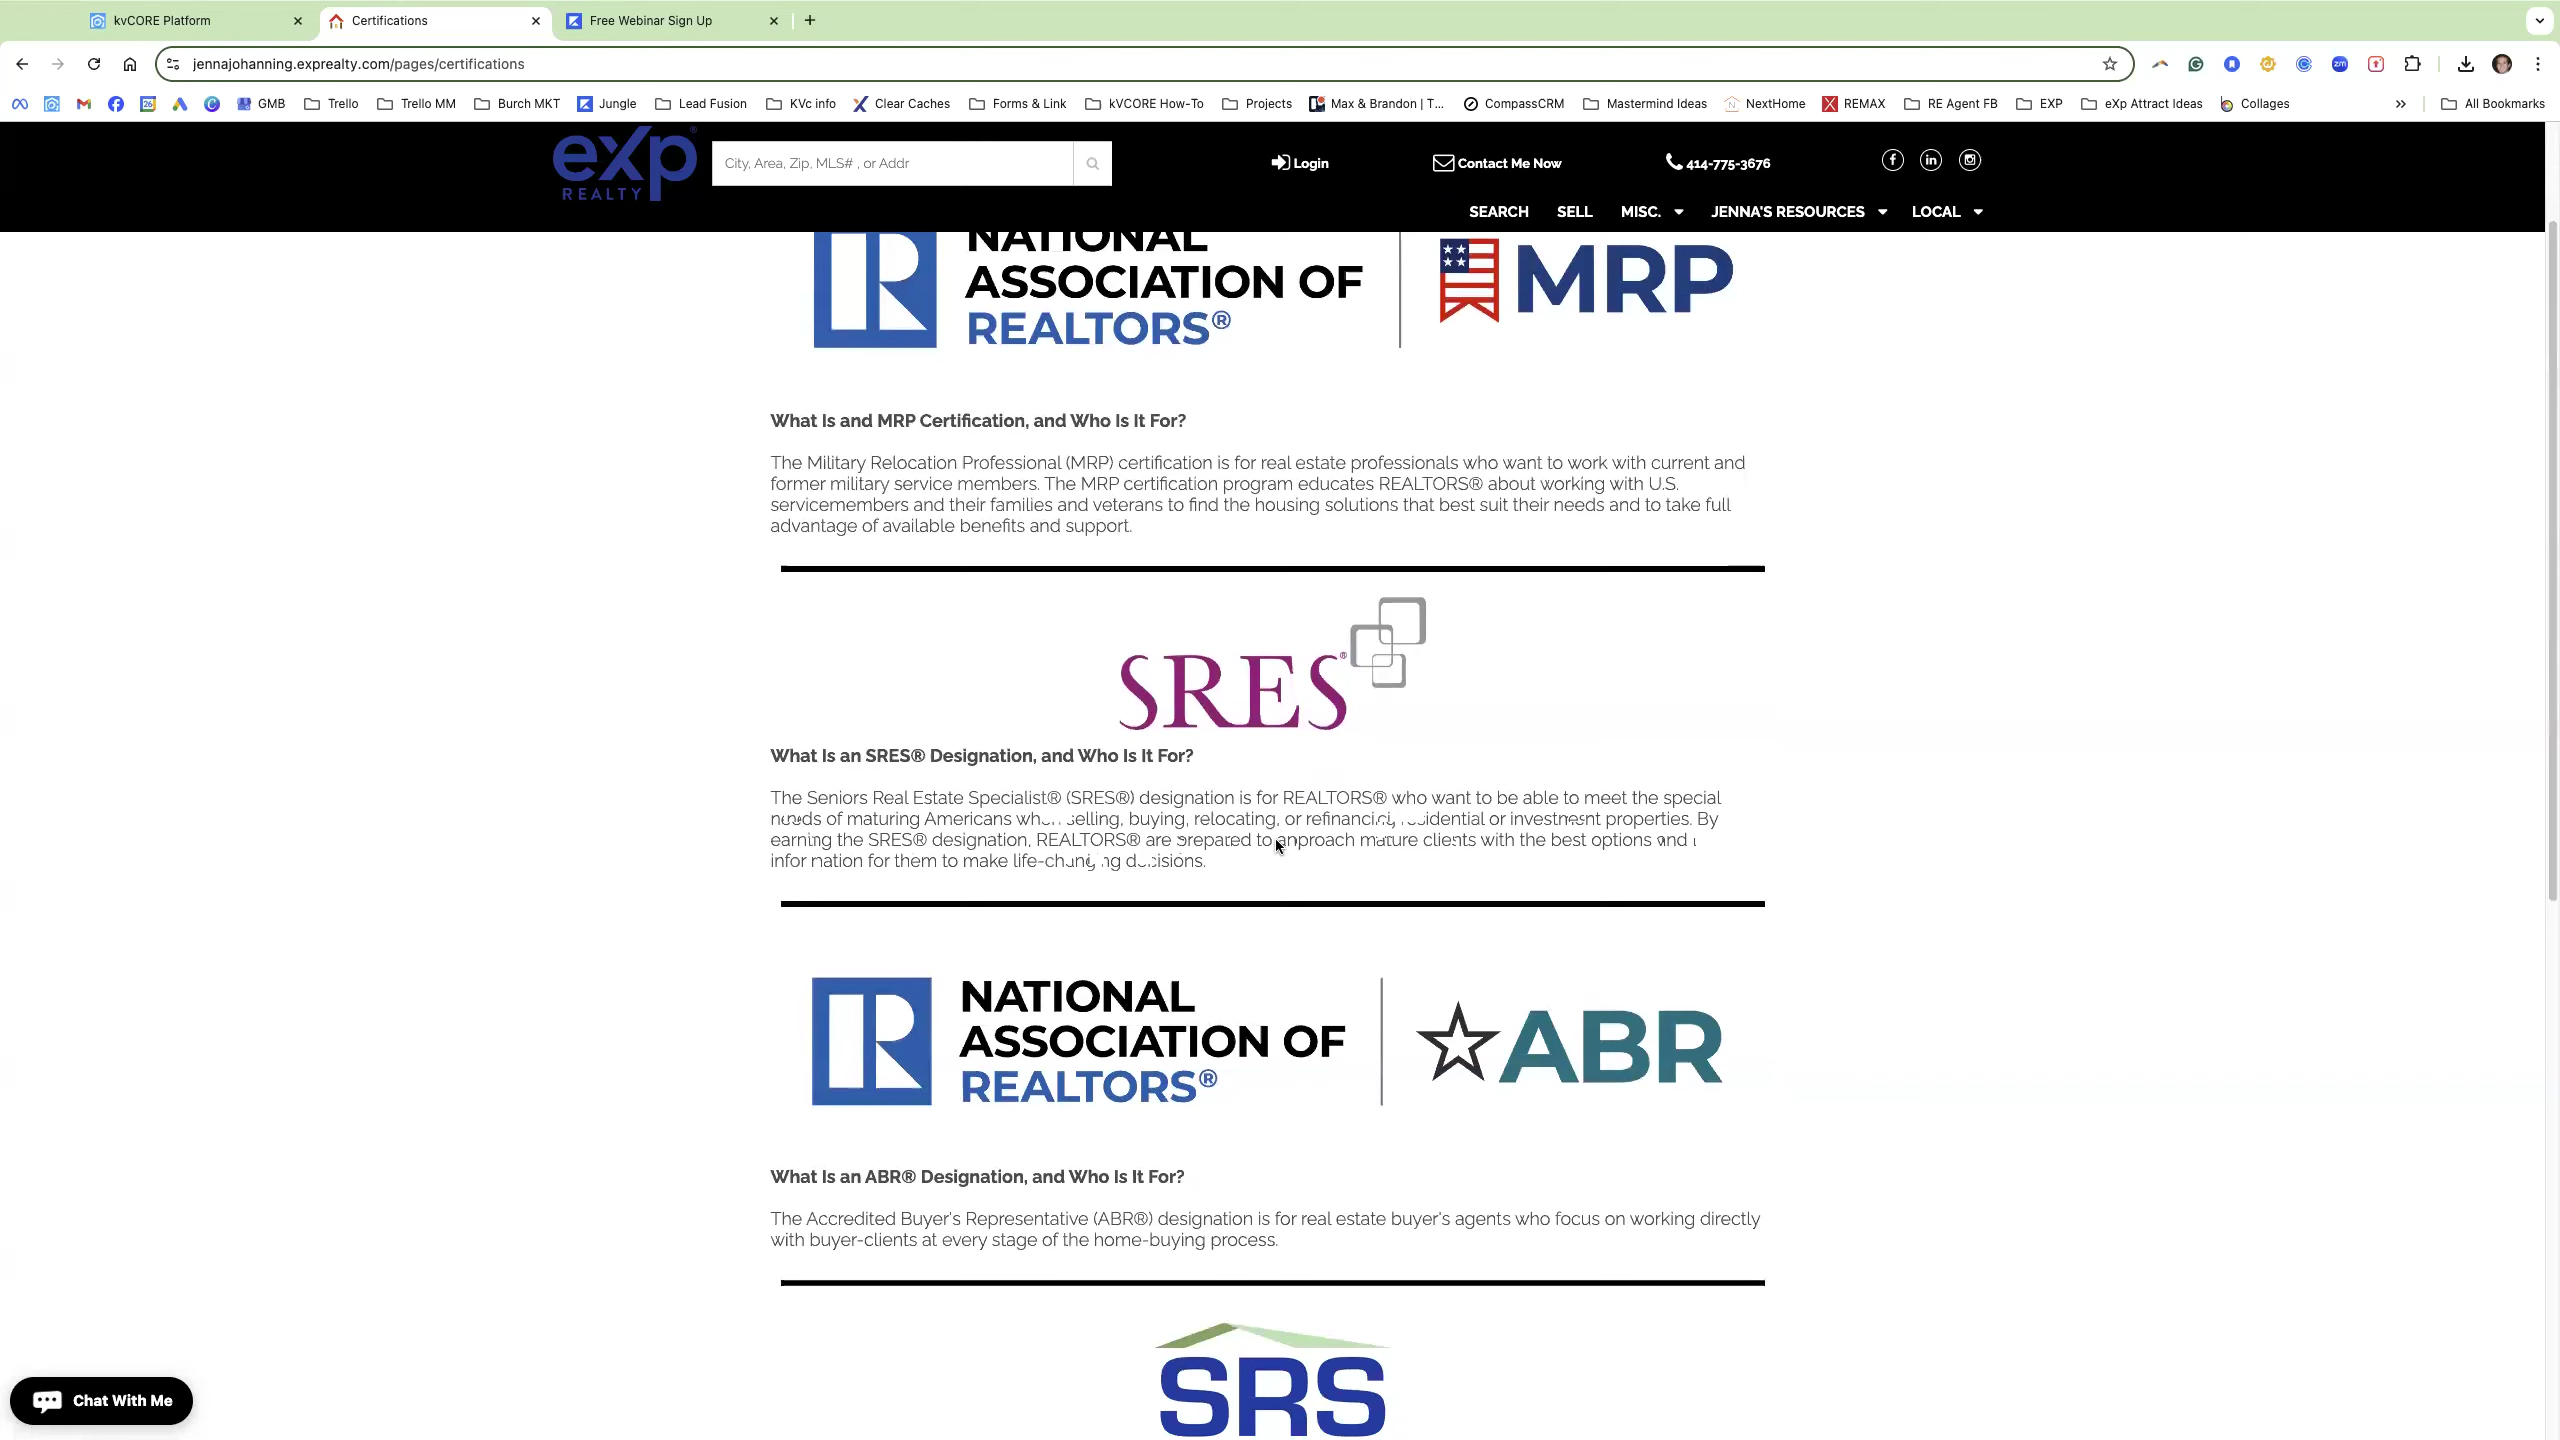 kvCORE Platform
Certifications
Free Webinar Sign Up
jennajohanning.exprealty.com/pages/certifications
GMB
Trello
Trello MM
Burch MKT
Jungle
Lead Fusion
KVc info
Clear Caches
Forms & Link
kVCORE How-To
Projects
Max & Brandon | T...
CompassCRM
Mastermind Ideas
NextHome
REMAX
RE Agent FB
EXP
eXp Attract Ideas
Collages
All Bookmarks
eXp®
REALTY
City, Area, Zip, MLS# , or Addr
Login
Contact Me Now
414-775-3676
SEARCH
SELL
MISC.
JENNA'S RESOURCES
LOCAL
NATIONAL
ASSOCIATION OF
REALTORS®
MRP
What Is and MRP Certification, and Who Is It For?
The Military Relocation Professional (MRP) certification is for real estate professionals who want to work with current and
former military service members. The MRP certification program educates REALTORS® about working with U.S.
servicemembers and their families and veterans to find the housing solutions that best suit their needs and to take full
advantage of available benefits and support.
SRES®
What Is an SRES® Designation, and Who Is It For?
The Seniors Real Estate Specialist® (SRES®) designation is for REALTORS® who want to be able to meet the special
needs of maturing Americans when selling, buying, relocating, or refinancing residential or investment properties. By
earning the SRES® designation, REALTORS® are prepared to approach mature clients with the best options and
information for them to make life-changing decisions.
NATIONAL
ASSOCIATION OF
REALTORS®
ABR
What Is an ABR® Designation, and Who Is It For?
The Accredited Buyer's Representative (ABR®) designation is for real estate buyer's agents who focus on working directly
with buyer-clients at every stage of the home-buying process.
SRS
Chat With Me